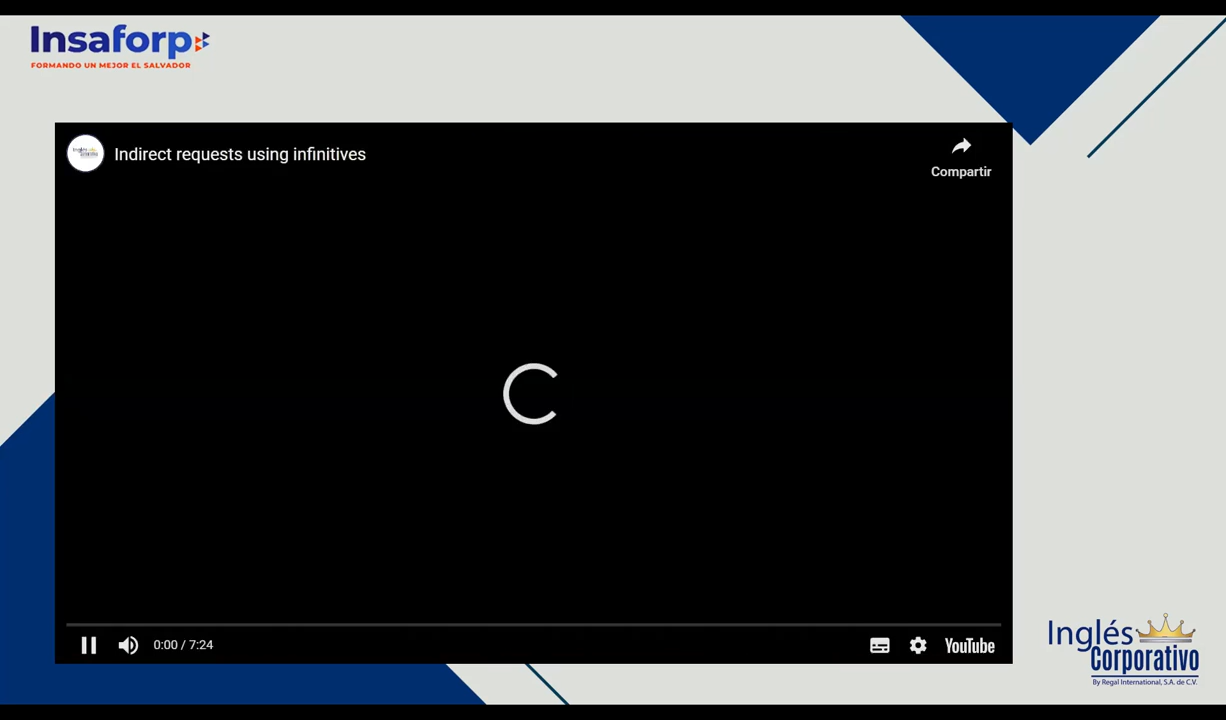 Insaforp
FORMANDO UN MEJOR EL SALVADOR
Indirect requests using infinitives
Compartir
0:00 / 7:24
YouTube
Inglés
Corporativo
By Regal International, S.A. de C.V.